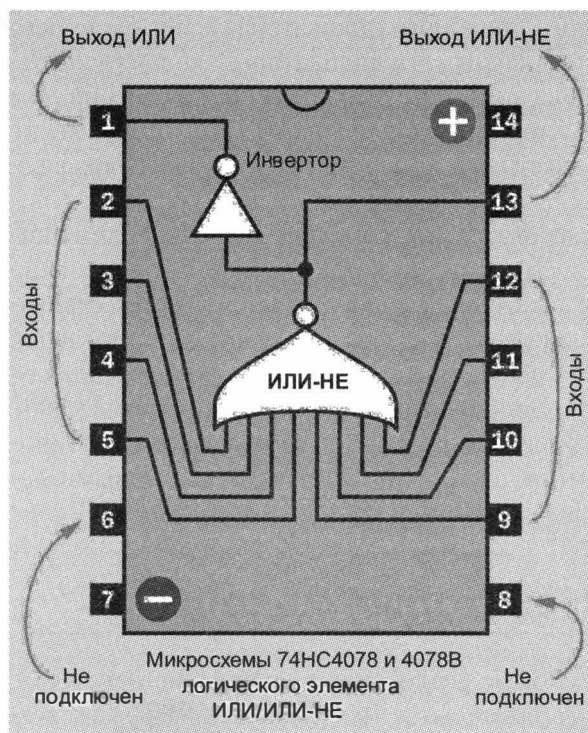 Выход ИЛИ
Выход ИЛИ-НЕ
1
14
Инвертор
2
13
3
12
Входы
4
11
Входы
ИЛИ-НЕ
5
10
6
9
7
8
Не
подключен
Микросхемы 74HC4078 и 4078B
логического элемента
ИЛИ/ИЛИ-НЕ
Не
подключен